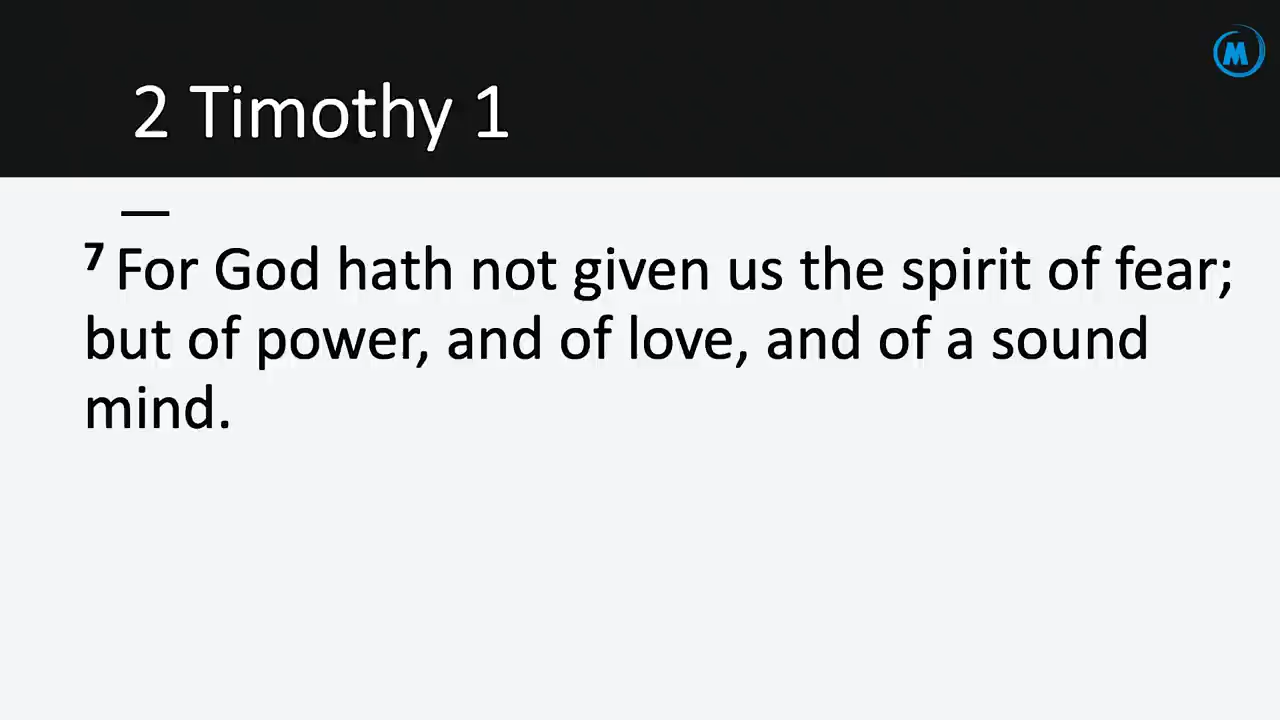 M
2 Timothy 1
7 For God hath not given us the spirit of fear;
but of power, and of love, and of a sound
mind.